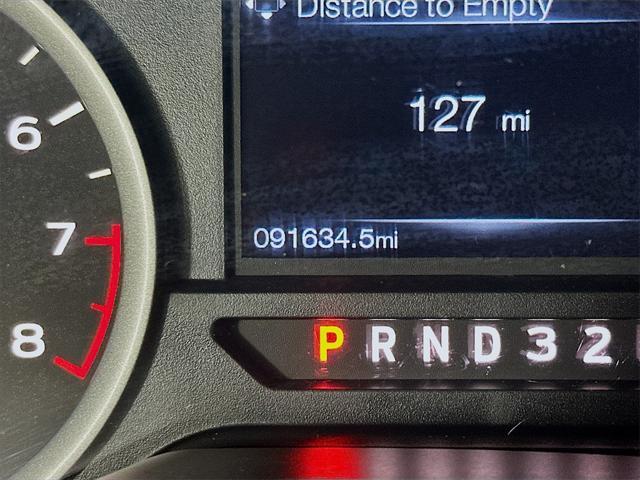 Distance to Empty
127 mi
091634.5mi
6
7
8
P R N D 3 2